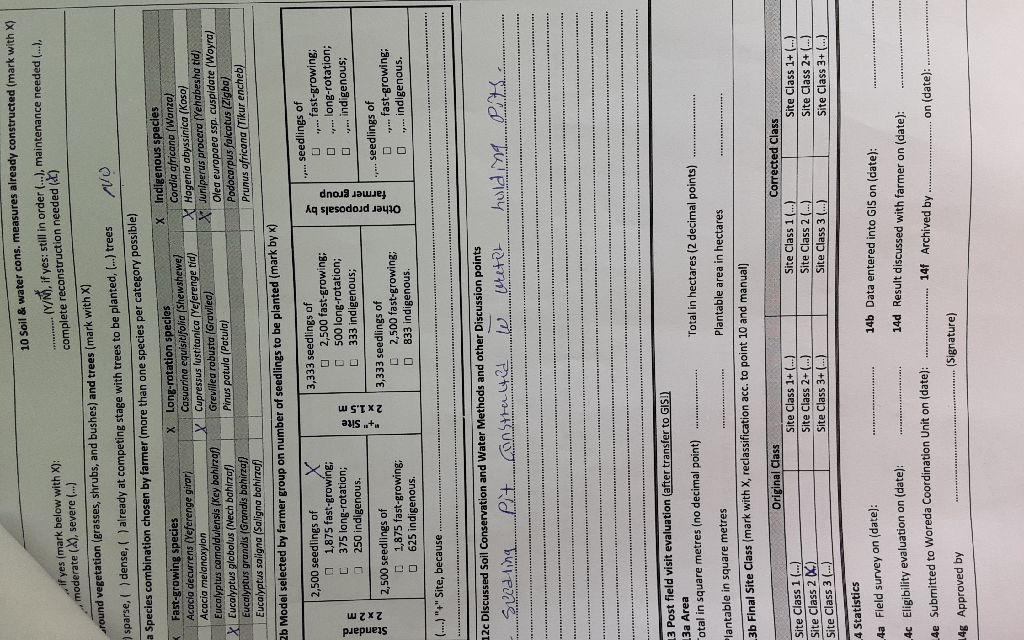 10 Soil & water cons. measures already constructed (mark with X)
............ (Y/N), if yes: still in order (...), maintenance needed (...),
complete reconstruction needed (X)
if yes (mark below with X):
moderate (X), severe (...)
round vegetation (grasses, shrubs, and bushes) and trees (mark with X)
) sparse, ( ) dense, ( ) already at competing stage with trees to be planted, (...) trees NO
a Species combination chosen by farmer (more than one species per category possible)
X Fast-growing species X Long-rotation species X Indigenous species
Acacia decurrens (Yeferenge girar) Casuarina equisitifolia (Shewshewe) Cordia africana (Wanza)
Acacia melanoxylon X Cupressus lustitanica (Yeferenge tid) X Hagenia abyssinica (Koso)
Eucalyptus camaldulensis (Key bahirzaf) Grevillea robusta (Grevilea) X Juniperus procera (Yehabesha tid)
X Eucalyptus globolus (Nech bahirzaf) Pinus patula (Patula) Olea europaea ssp. cuspidate (Woyra)
Eucalyptus grandis (Grandis bahirzaf) Podocarpus falcatus (Zigba)
Eucalyptus saligna (Saligna bahirzaf) Prunus africana (Tikur encheb)
2b Model selected by farmer group on number of seedlings to be planted (mark by x)
Standard
2 x 2 m
2,500 seedlings of
1,875 fast-growing; X
375 long-rotation;
250 indigenous.
2,500 seedlings of
1,875 fast-growing;
625 indigenous.
"+" Site
2 x 1.5 m
3,333 seedlings of
2,500 fast-growing;
500 long-rotation;
333 indigenous;
3,333 seedlings of
2,500 fast-growing;
833 indigenous.
Other proposals by
farmer group
.,... seedlings of
.,... fast-growing;
.,... long-rotation;
.,... indigenous;
.,... seedlings of
.,... fast-growing;
.,... indigenous.
(...) "+" Site, because
12c Discussed Soil Conservation and Water Methods and other Discussion points
- Seedling Pit Constructed W water holding Pits.
13 Post field visit evaluation (after transfer to GIS!)
13a Area
otal in square metres (no decimal point) ............ Total in hectares (2 decimal points) ............
lantable in square metres ............ Plantable area in hectares ............
3b Final Site Class (mark with X, reclassification acc. to point 10 and manual)
Original Class Corrected Class
Site Class 1 (...) Site Class 1+ (...) Site Class 1 (...) Site Class 1+ (...)
Site Class 2 (X) Site Class 2+ (...) Site Class 2 (...) Site Class 2+ (...)
Site Class 3 (...) Site Class 3+ (...) Site Class 3 (...) Site Class 3+ (...)
4 Statistics
4a Field survey on (date): ............ 14b Data entered into GIS on (date): ............
4c Eligibility evaluation on (date): ............ 14d Result discussed with farmer on (date): ............
4e Submitted to Woreda Coordination Unit on (date): ............ 14f Archived by ............ on (date): ............
4g Approved by ............ (Signature)